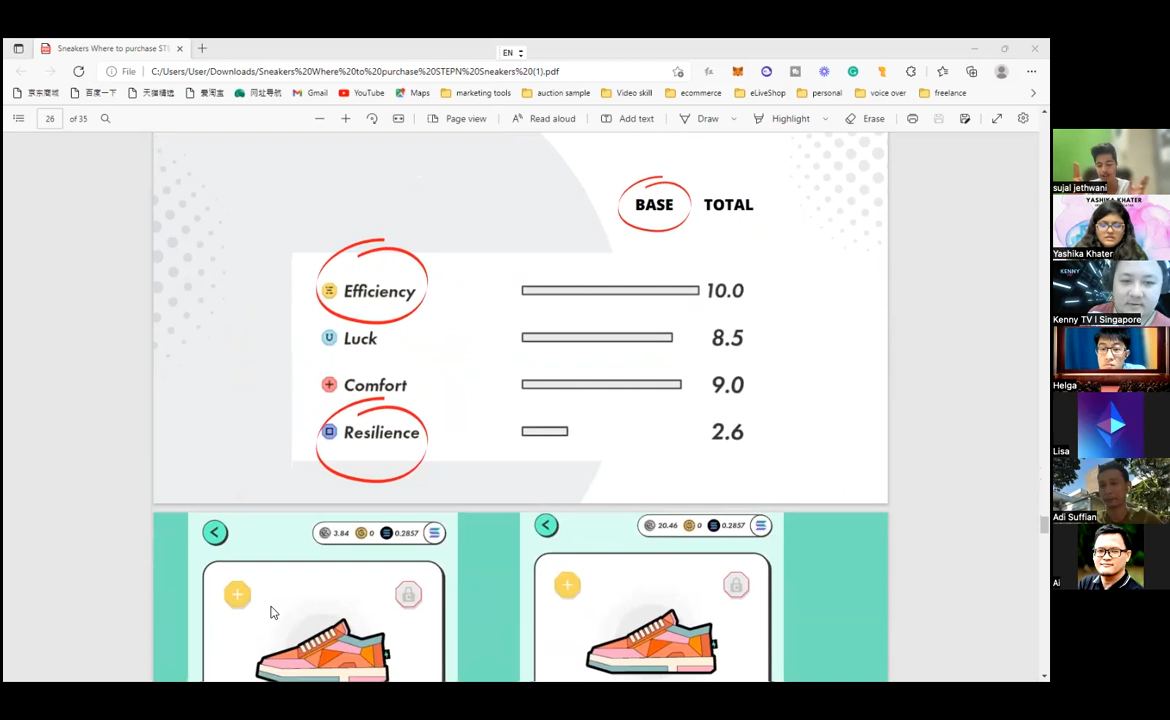 Sneakers Where to purchase STE
EN
File C:/Users/User/Downloads/Sneakers%20Where%20to%20purchase%20STEPN%20Sneakers%20(1).pdf
京东商城 百度一下 天猫精选 爱淘宝 网址导航 Gmail YouTube Maps marketing tools auction sample Video skill ecommerce eLiveShop personal voice over freelance
26 of 35 Page view Read aloud Add text Draw Highlight Erase
BASE TOTAL
Efficiency 10.0
Luck 8.5
Comfort 9.0
Resilience 2.6
3.84 0 0.2857
20.46 0 0.2857
sujal jethwani
YASHIKA KHATER
Yashika Khater
KENNY
Kenny TV I Singapore
Helga
Lisa
Adi Suffian
Ai